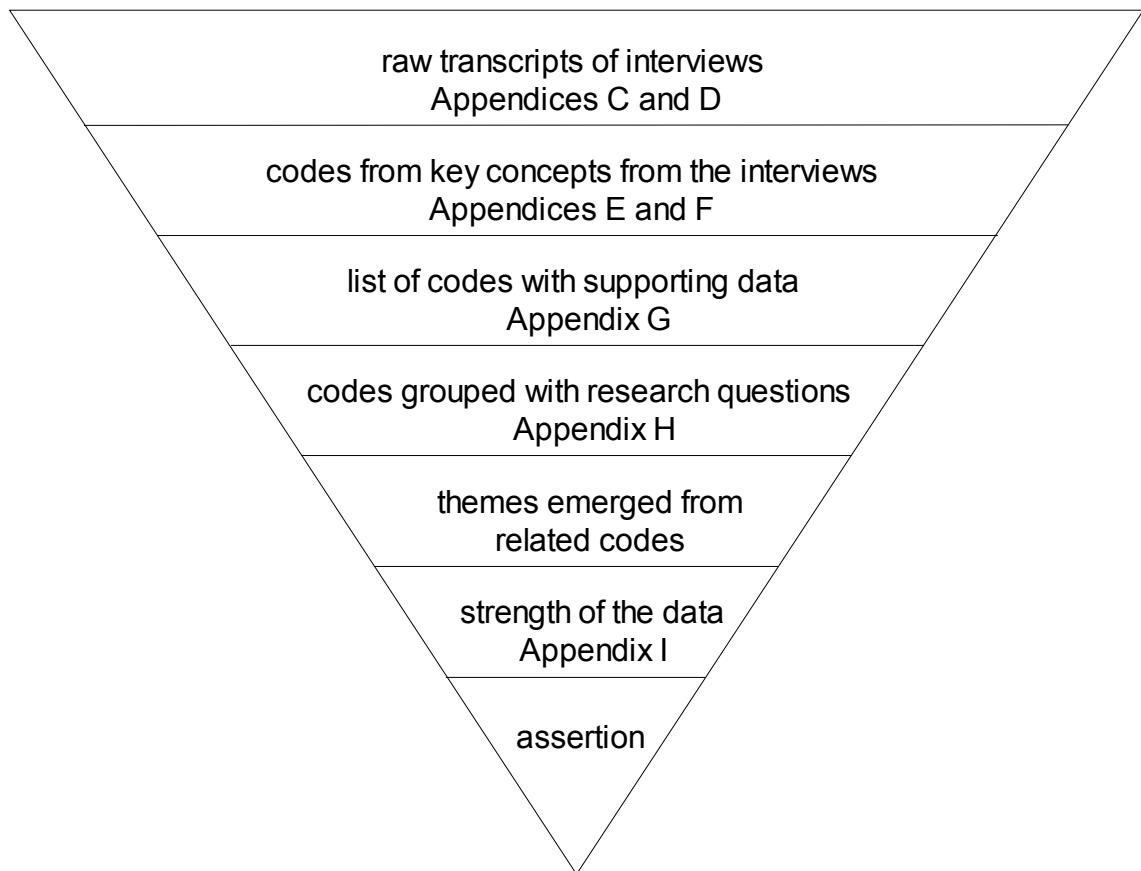 raw transcripts of interviews
Appendices C and D
codes from key concepts from the interviews
Appendices E and F
list of codes with supporting data
Appendix G
codes grouped with research questions
Appendix H
themes emerged from
related codes
strength of the data
Appendix I
assertion